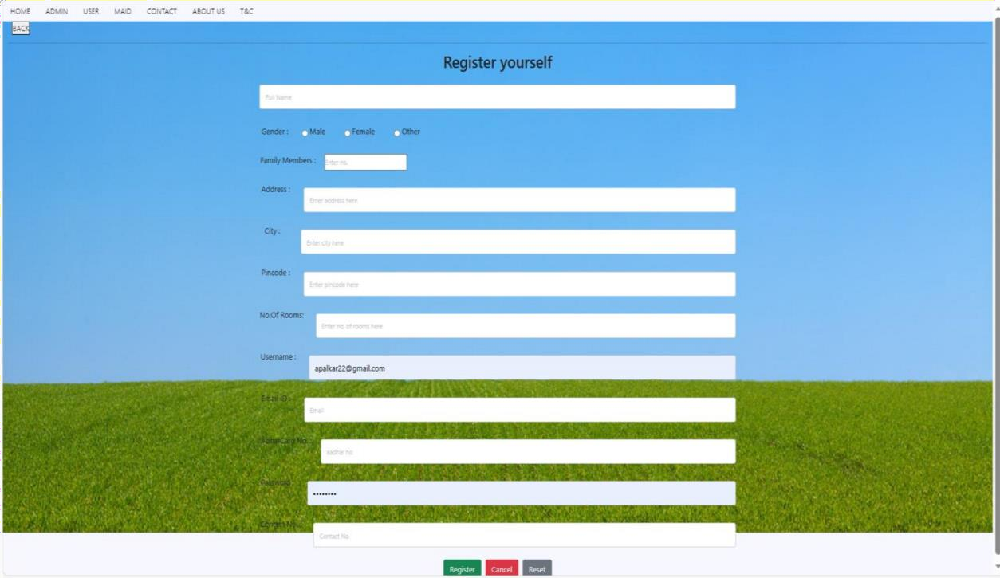 HOME ADMIN USER MAID CONTACT ABOUT US T&C
BACK
Register yourself
Full Name
Gender : Male Female Other
Family Members : Enter no.
Address : Enter address here
City : Enter city here
Pincode : Enter pincode here
No.Of Rooms: Enter no. of rooms here
Username : apalkar22@gmail.com
Email ID : Email
No. aadhar no.
Password : ••••••••
Contact No Contact No
Register Cancel Reset